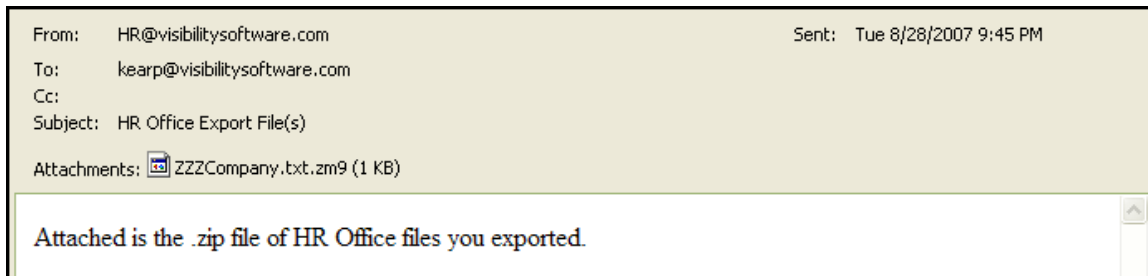 From: HR@visibilitysoftware.com Sent: Tue 8/28/2007 9:45 PM
To: kearp@visibilitysoftware.com
Cc:
Subject: HR Office Export File(s)
Attachments: ZZZCompany.txt.zm9 (1 KB)
Attached is the .zip file of HR Office files you exported.